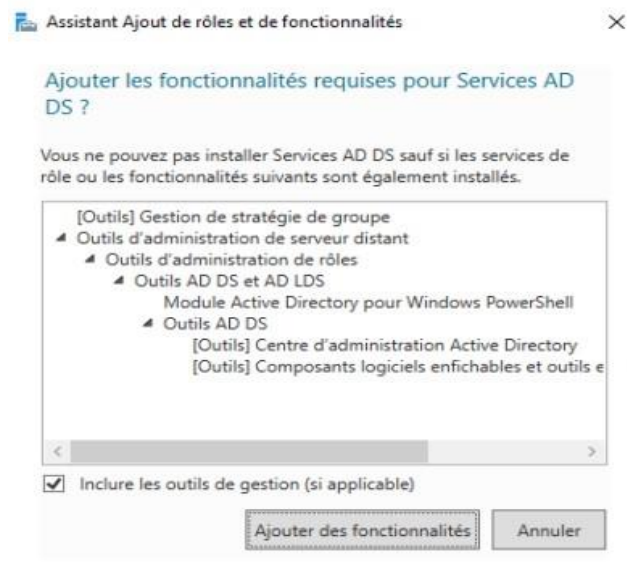 Assistant Ajout de rôles et de fonctionnalités
Ajouter les fonctionnalités requises pour Services AD
DS ?
Vous ne pouvez pas installer Services AD DS sauf si les services de
rôle ou les fonctionnalités suivants sont également installés.
[Outils] Gestion de stratégie de groupe
Outils d'administration de serveur distant
Outils d'administration de rôles
Outils AD DS et AD LDS
Module Active Directory pour Windows PowerShell
Outils AD DS
[Outils] Centre d'administration Active Directory
[Outils] Composants logiciels enfichables et outils e
Inclure les outils de gestion (si applicable)
Ajouter des fonctionnalités Annuler